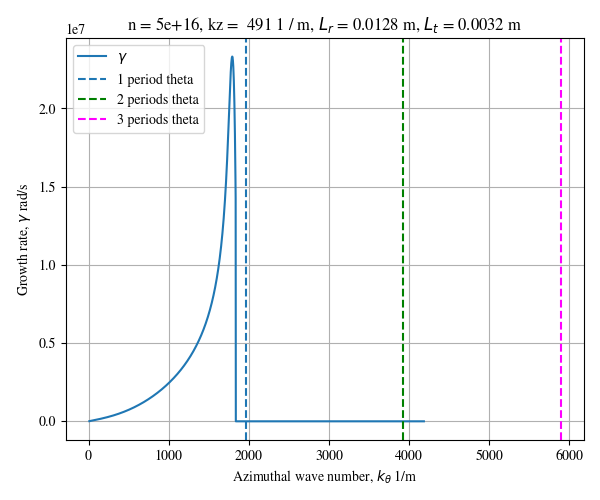 n = 5e+16, kz =  491 1 / m, $L_r$ = 0.0128 m, $L_t$ = 0.0032 m
1e7
γ
1 period theta
2 periods theta
3 periods theta
2.0
1.5
1.0
0.5
0.0
Growth rate, γ rad/s
0 1000 2000 3000 4000 5000 6000
Azimuthal wave number, $k_θ$ 1/m